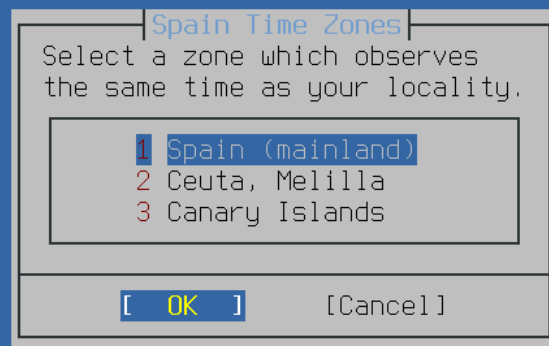 Spain Time Zones
Select a zone which observes
the same time as your locality.
1 Spain (mainland)
2 Ceuta, Melilla
3 Canary Islands
[ OK ] [Cancel]